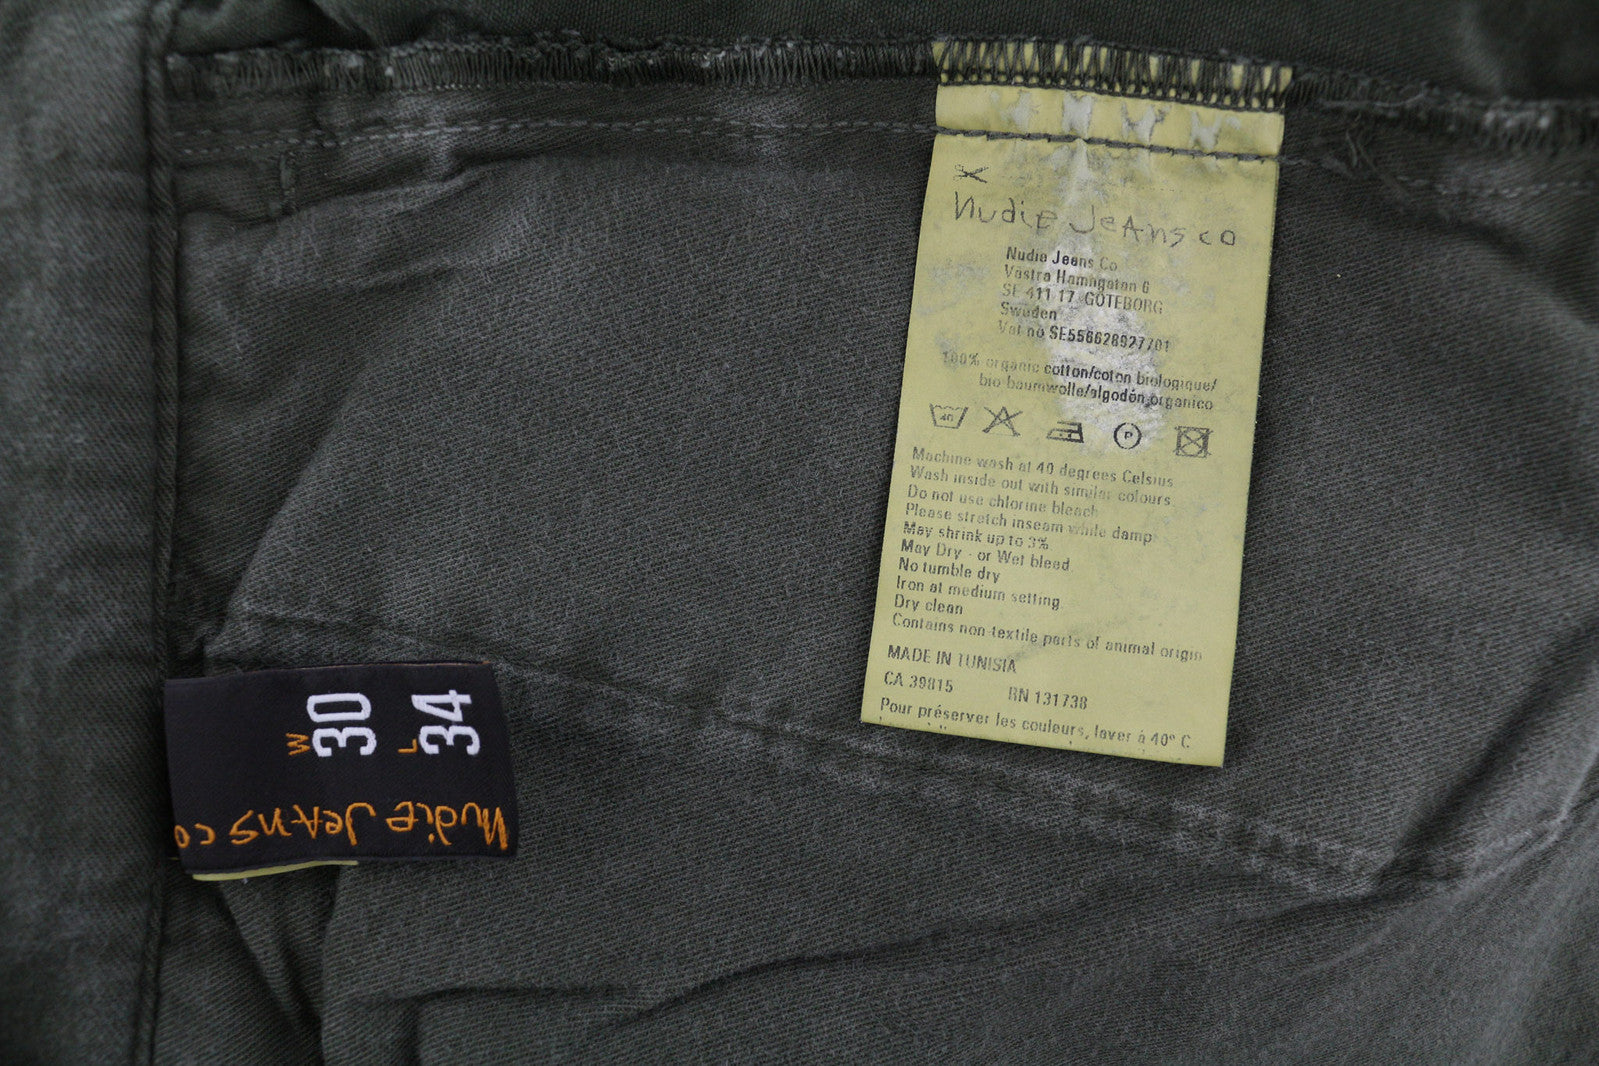 Nudie Jeans co
Nudie Jeans Co
Västra Hamngatan 6
SE 411 17 GÖTEBORG
Sweden
Vat no SE556628927701
100% organic cotton/coton biologique/
bio-baumwolle/algodón organico
40
P
Machine wash at 40 degrees Celsius
Wash inside out with similar colours
Do not use chlorine bleach
Please stretch inseam while damp
May shrink up to 3%
May Dry - or Wet bleed
No tumble dry
Iron at medium setting
Dry clean
Contains non-textile parts of animal origin
MADE IN TUNISIA
CA 39815 RN 131738
Pour préserver les couleurs, laver à 40° C
W 30
L 34
Nudie Jeans co